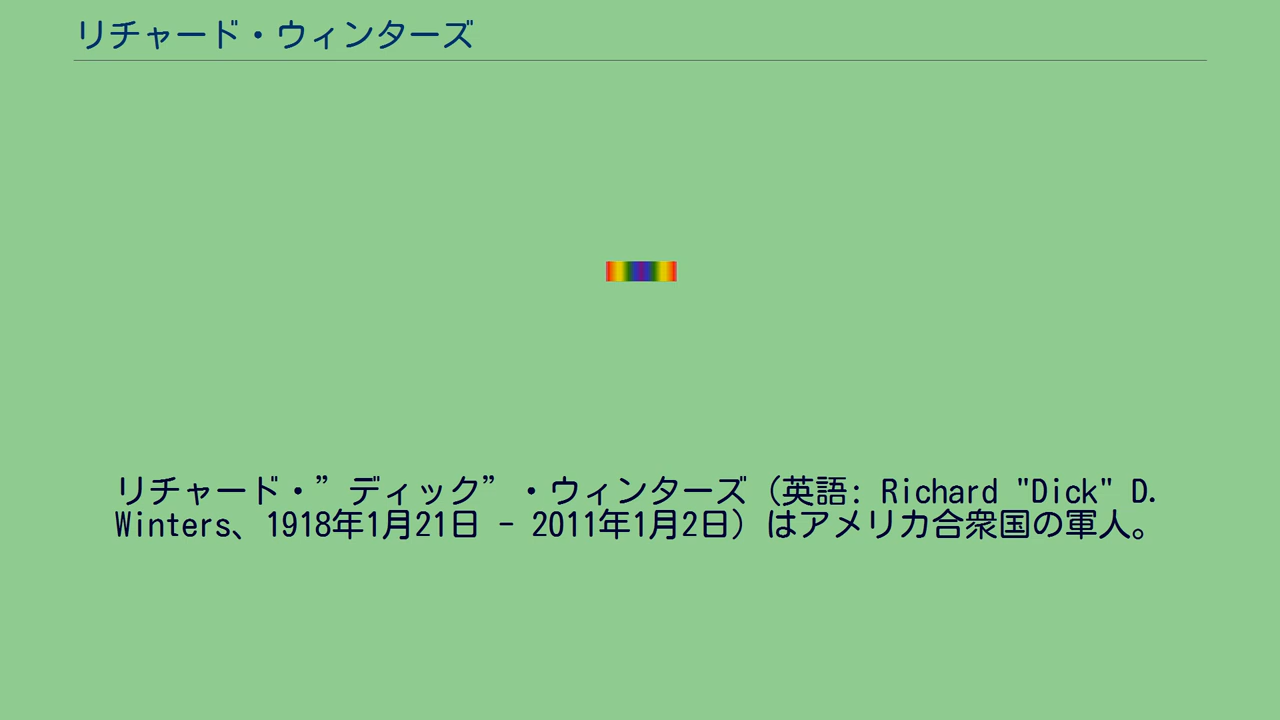 リチャード・ウィンターズ
リチャード・”ディック”・ウィンターズ（英語: Richard "Dick" D.
Winters、1918年1月21日 - 2011年1月2日）はアメリカ合衆国の軍人。